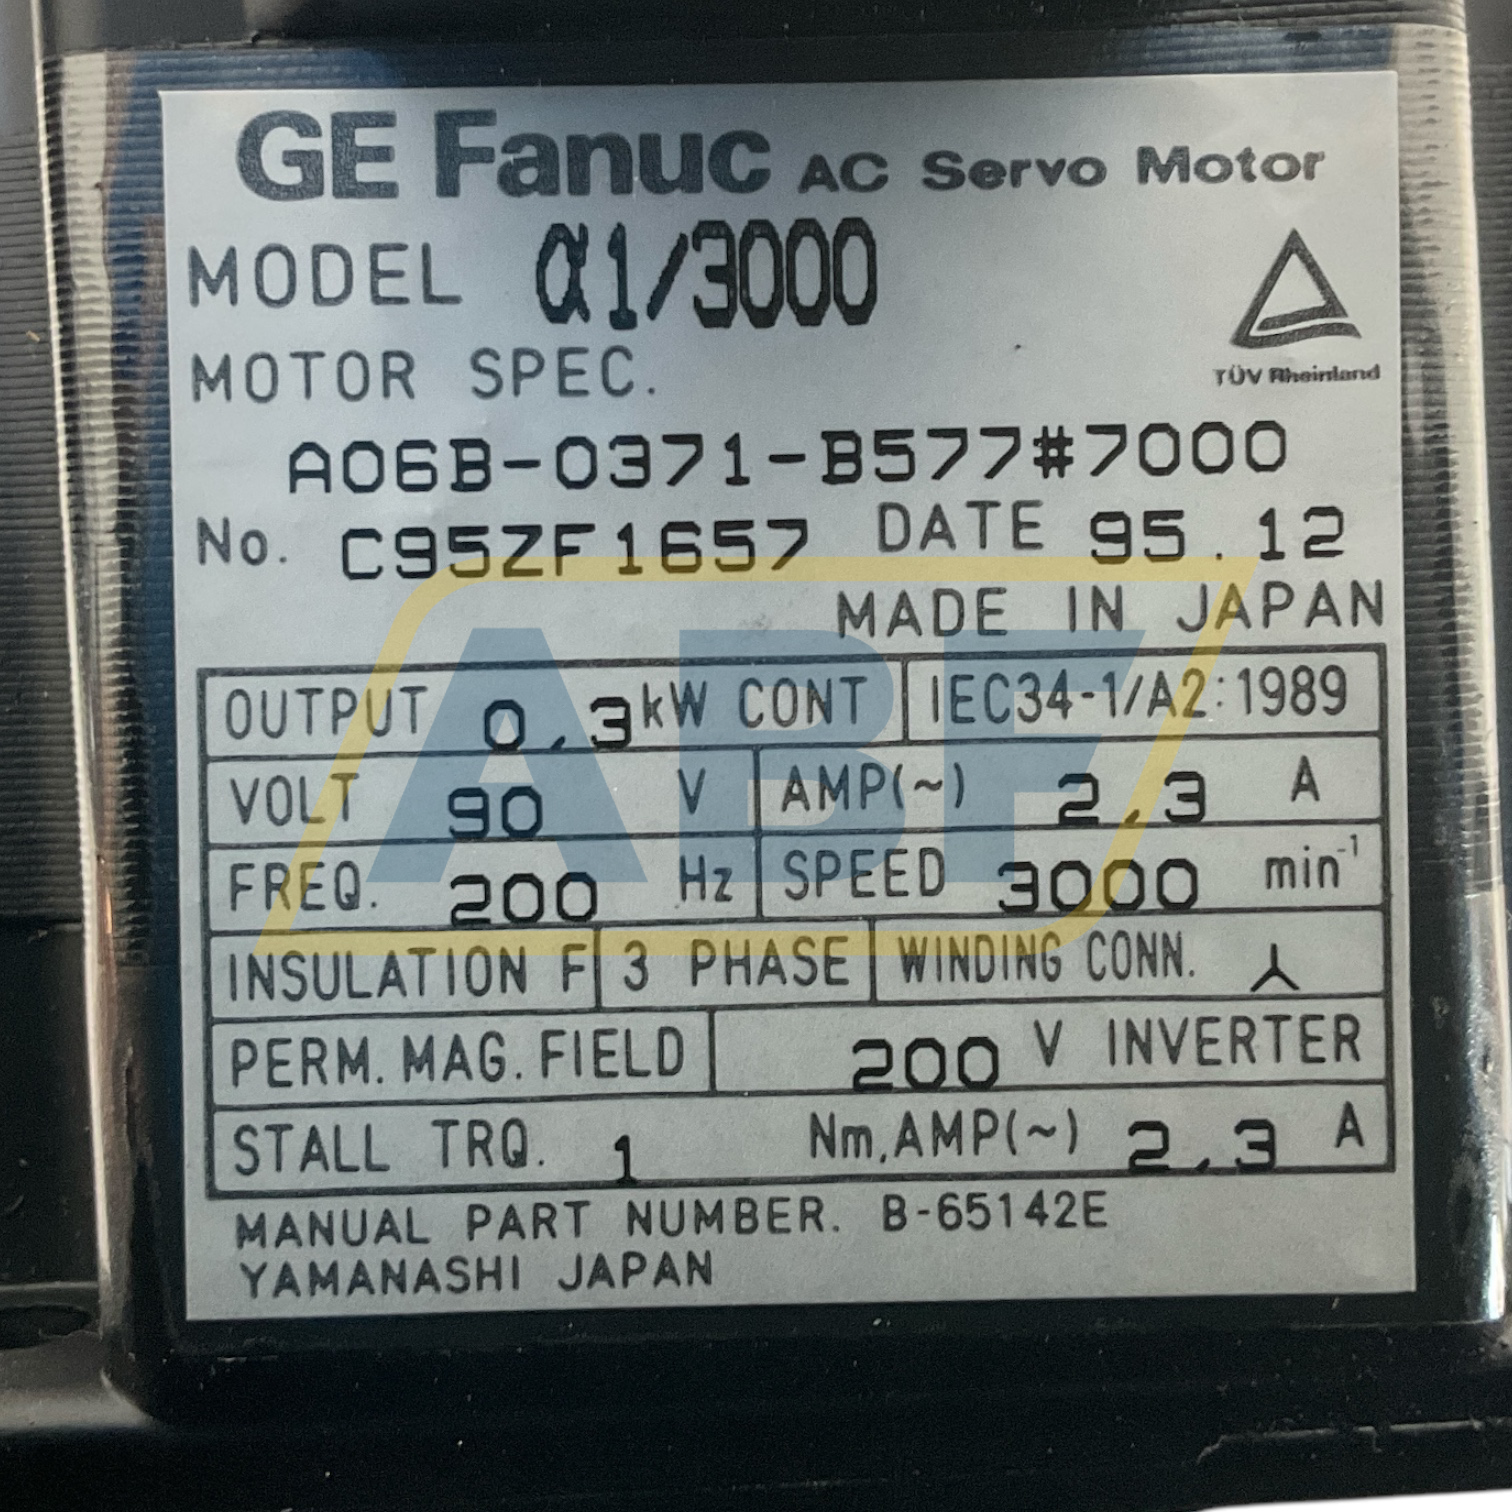 GE Fanuc AC Servo Motor
MODEL α1/3000
TÜV Rheinland
MOTOR SPEC.
A06B-0371-B577#7000
No. C95ZF1657 DATE 95.12
MADE IN JAPAN
ABF
OUTPUT 0.3kW CONT IEC34-1/A2:1989
VOLT 90 V AMP(~) 2.3 A
FREQ. 200 Hz SPEED 3000 min⁻¹
INSULATION F 3 PHASE WINDING CONN.
PERM. MAG. FIELD 200 V INVERTER
STALL TRQ. 1 Nm, AMP(~) 2.3 A
MANUAL PART NUMBER. B-65142E
YAMANASHI JAPAN